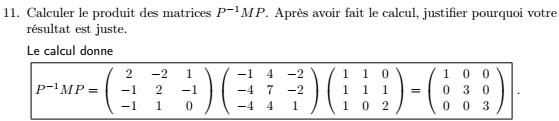 11. Calculer le produit des matrices P⁻¹MP. Après avoir fait le calcul, justifier pourquoi votre
résultat est juste.
Le calcul donne
P⁻¹MP = ( 2 −2 1 ; −1 2 −1 ; −1 1 0 ) ( −1 4 −2 ; −4 7 −2 ; −4 4 1 ) ( 1 1 0 ; 1 1 1 ; 1 0 2 ) = ( 1 0 0 ; 0 3 0 ; 0 0 3 ) .